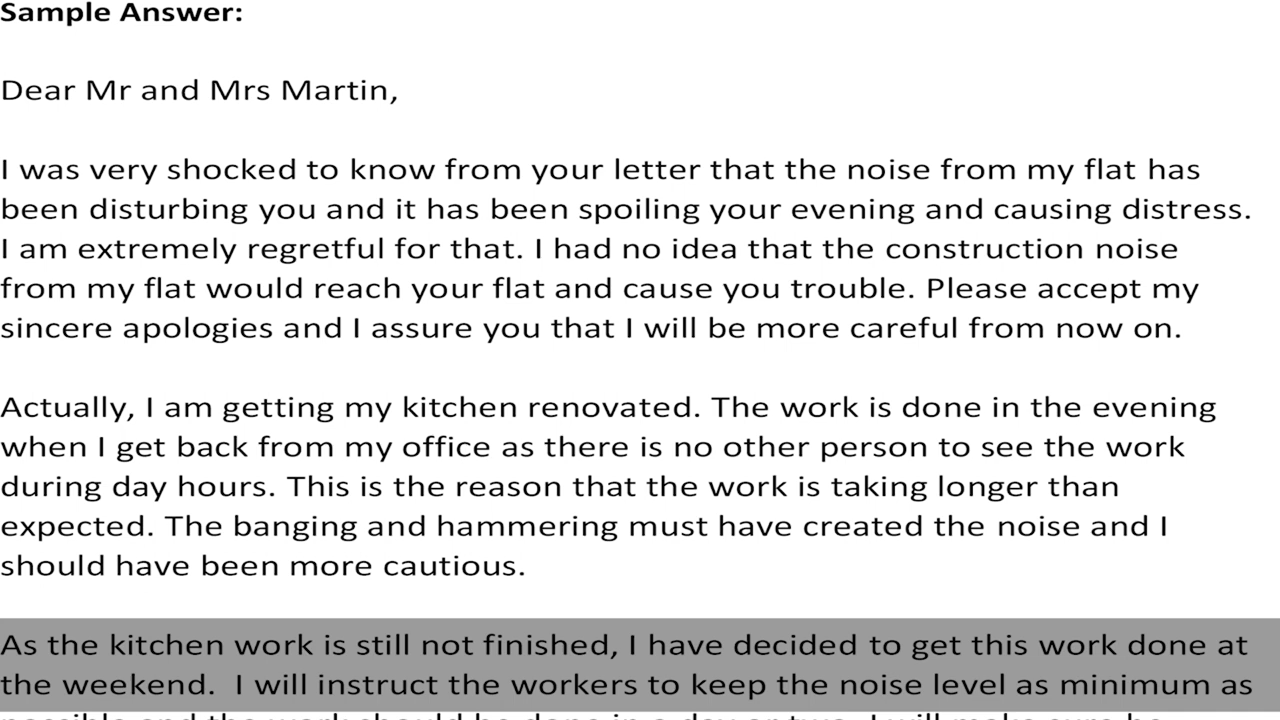 Sample Answer:
Dear Mr and Mrs Martin,
I was very shocked to know from your letter that the noise from my flat has
been disturbing you and it has been spoiling your evening and causing distress.
I am extremely regretful for that. I had no idea that the construction noise
from my flat would reach your flat and cause you trouble. Please accept my
sincere apologies and I assure you that I will be more careful from now on.
Actually, I am getting my kitchen renovated. The work is done in the evening
when I get back from my office as there is no other person to see the work
during day hours. This is the reason that the work is taking longer than
expected. The banging and hammering must have created the noise and I
should have been more cautious.
As the kitchen work is still not finished, I have decided to get this work done at
the weekend.  I will instruct the workers to keep the noise level as minimum as